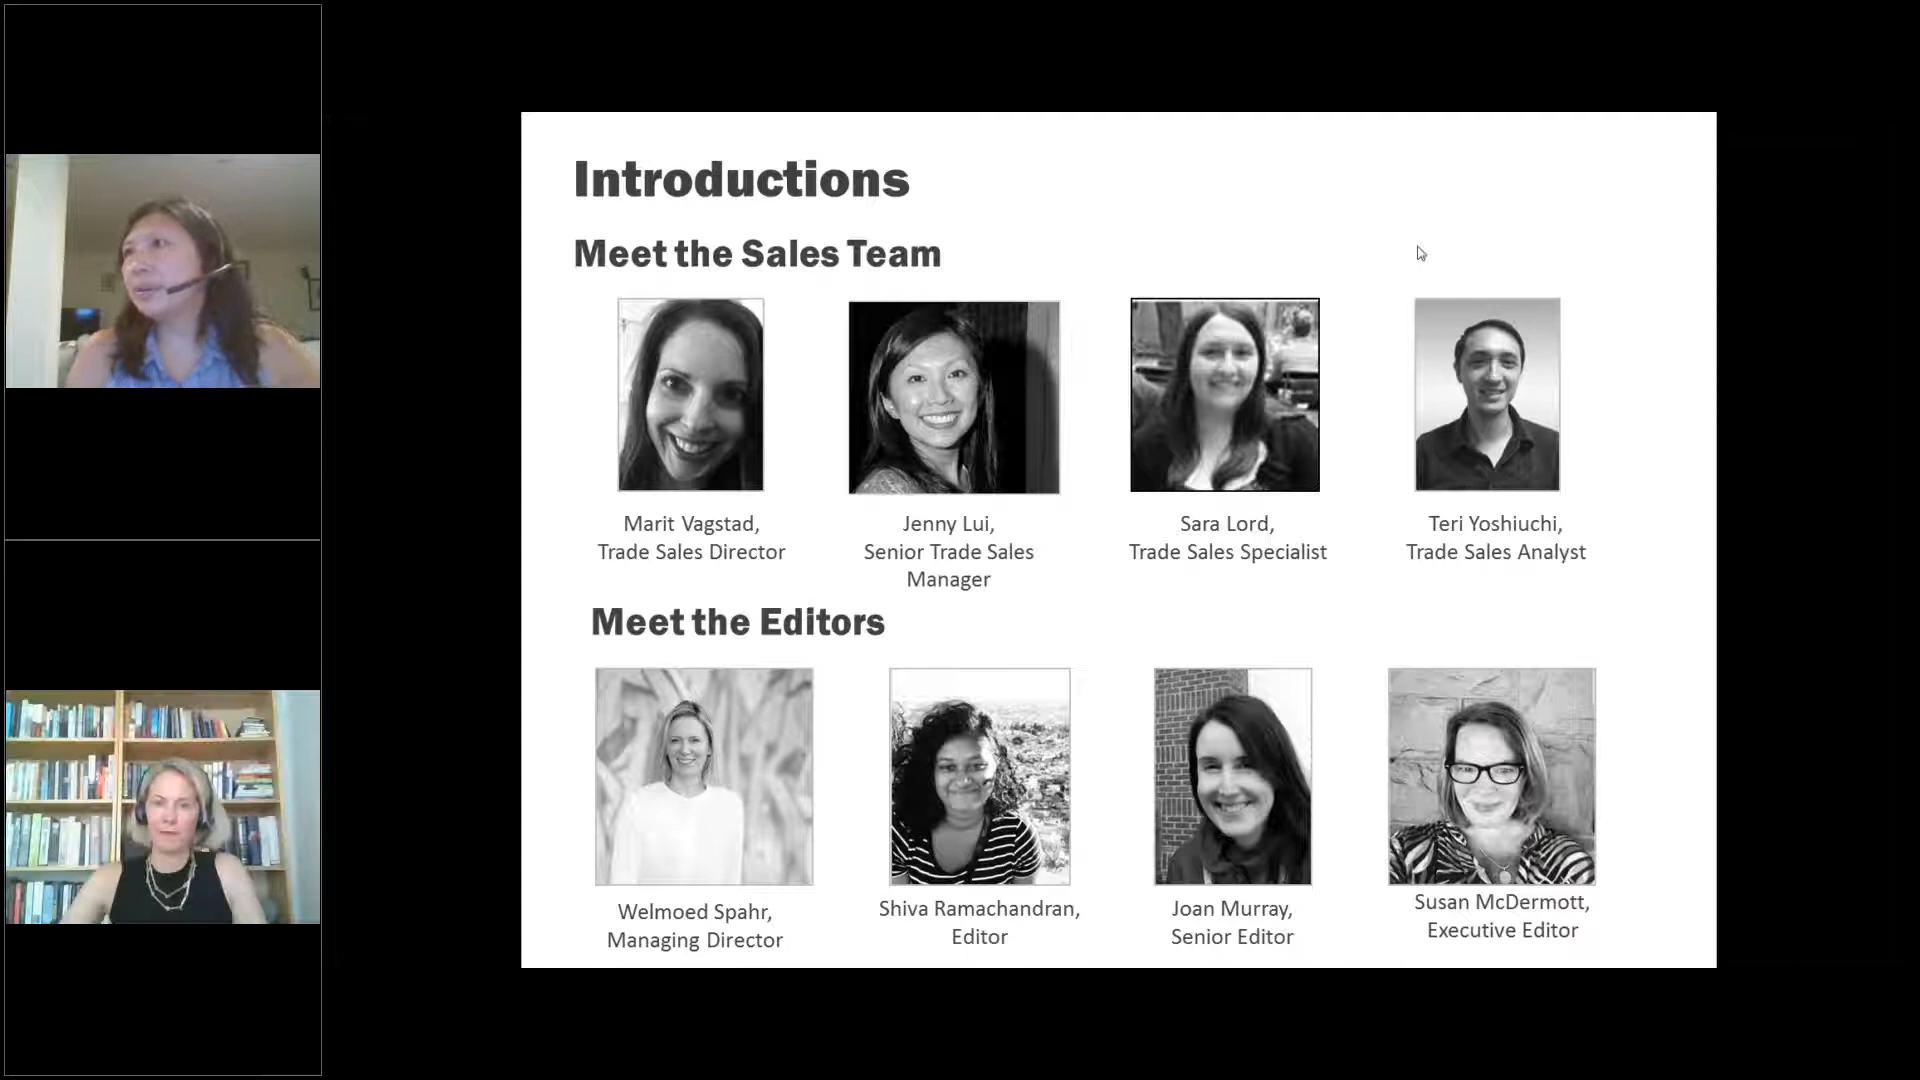 Introductions
Meet the Sales Team
Marit Vagstad,
Trade Sales Director
Jenny Lui,
Senior Trade Sales
Manager
Sara Lord,
Trade Sales Specialist
Teri Yoshiuchi,
Trade Sales Analyst
Meet the Editors
Welmoed Spahr,
Managing Director
Shiva Ramachandran,
Editor
Joan Murray,
Senior Editor
Susan McDermott,
Executive Editor